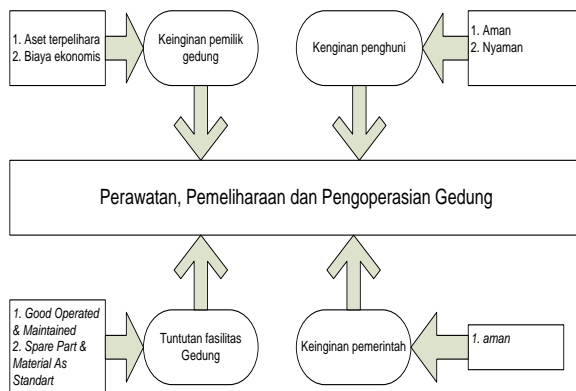 1. Aset terpelihara
2. Biaya ekonomis
Keinginan pemilik
gedung
Kenginan penghuni
1. Aman
2. Nyaman
Perawatan, Pemeliharaan dan Pengoperasian Gedung
1. Good Operated
& Maintained
2. Spare Part &
Material As
Standart
Tuntutan fasilitas
Gedung
Keinginan pemerintah
1. aman